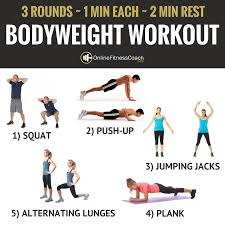 3 ROUNDS ~ 1 MIN EACH ~ 2 MIN REST
BODYWEIGHT WORKOUT
OnlineFitnessCoach
1) SQUAT
2) PUSH-UP
3) JUMPING JACKS
5) ALTERNATING LUNGES
4) PLANK